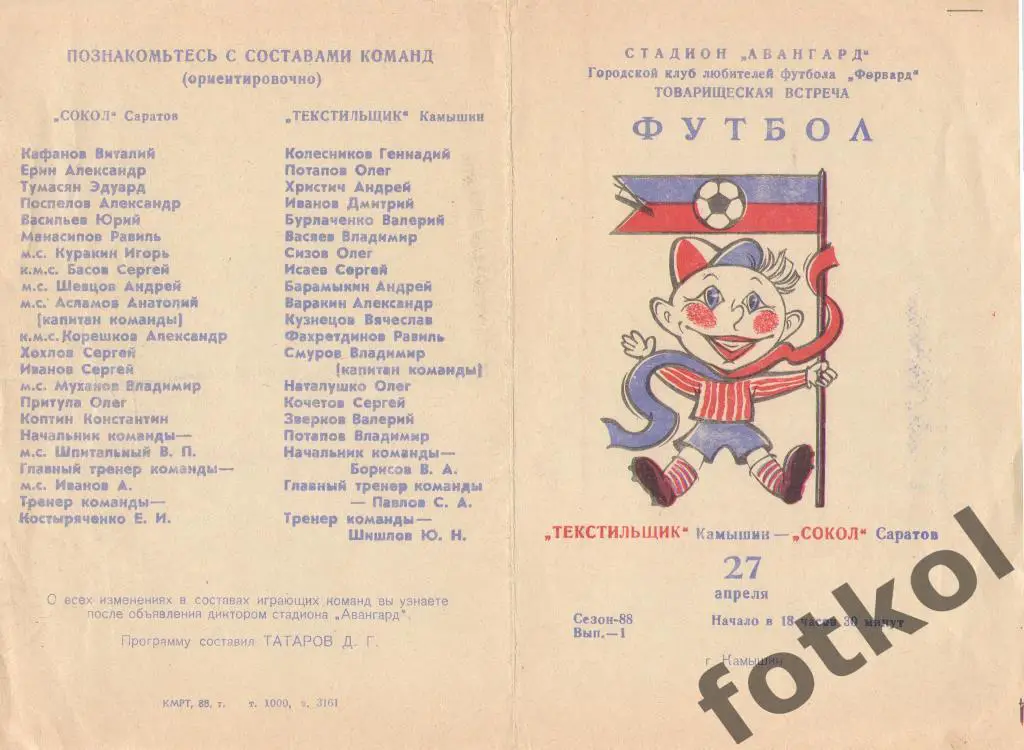 ПОЗНАКОМЬТЕСЬ С СОСТАВАМИ КОМАНД
(ориентировочно)
„СОКОЛ" Саратов
Кафанов Виталий
Ерин Александр
Тумасян Эдуард
Поспелов Александр
Васильев Юрий
Манасипов Равиль
м.с. Куракин Игорь
к.м.с. Басов Сергей
м.с. Шевцов Андрей
м.с. Асламов Анатолий
(капитан команды)
к.м.с. Корешков Александр
Хохлов Сергей
Иванов Сергей
м.с. Муханов Владимир
Притула Олег
Коптин Константин
Начальник команды—
м.с. Шпитальный В. П.
Главный тренер команды—
м.с. Иванов А.
Тренер команды—
Костыряченко Е. И.
„ТЕКСТИЛЬЩИК" Камышин
Колесников Геннадий
Потапов Олег
Христич Андрей
Иванов Дмитрий
Бурлаченко Валерий
Васяев Владимир
Сизов Олег
Исаев Сергей
Барамыкин Андрей
Варакин Александр
Кузнецов Вячеслав
Фахретдинов Равиль
Смуров Владимир
(капитан команды)
Наталушко Олег
Кочетов Сергей
Зверков Валерий
Потапов Владимир
Начальник команды—
Борисов В. А.
Главный тренер команды
— Павлов С. А.
Тренер команды—
Шишлов Ю. Н.
О всех изменениях в составах играющих команд вы узнаете
после объявления диктором стадиона „Авангард".
Программу составил ТАТАРОВ Д. Г.
КМРТ, 88, г. т. 1000, з. 3161
СТАДИОН „АВАНГАРД"
Городской клуб любителей футбола „Форвард"
ТОВАРИЩЕСКАЯ ВСТРЕЧА
ФУТБОЛ
„ТЕКСТИЛЬЩИК" Камышин—„СОКОЛ" Саратов
27
апреля
Сезон-88
Вып.—1
Начало в 18 часов 30 минут
г. Камышин
fotkol